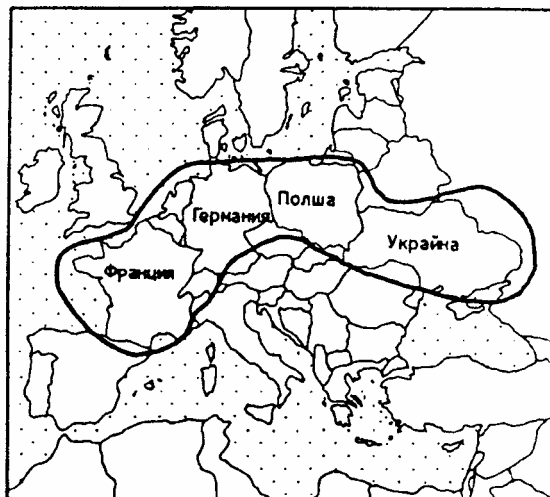 Полша
Германия
Украйна
Франция